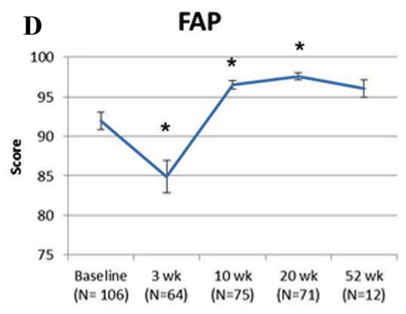 D
FAP
100
95
90
85
80
75
Score
*
*
*
Baseline 3 wk 10 wk 20 wk 52 wk
(N= 106) (N=64) (N=75) (N=71) (N=12)